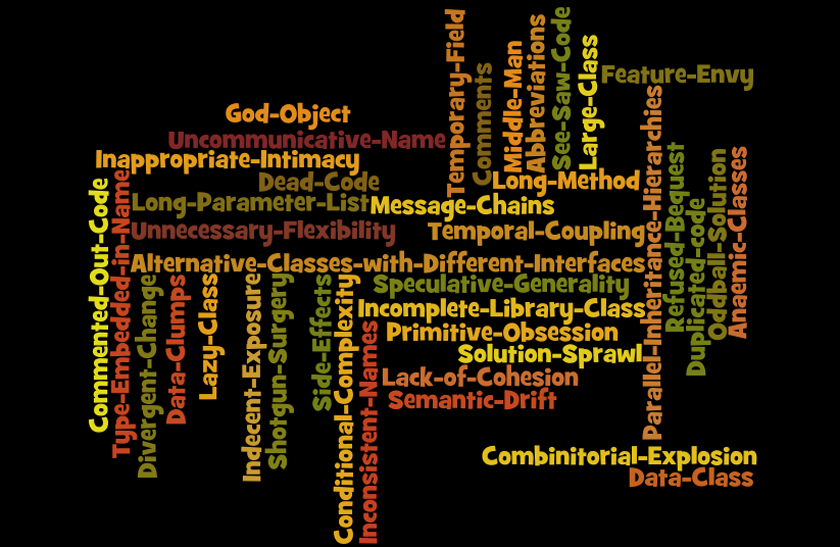 Temporary-Field
Comments
Middle-Man
Abbreviations
See-Saw-Code
Large-Class
Feature-Envy
God-Object
Uncommunicative-Name
Inappropriate-Intimacy
Dead-Code
Long-Method
Long-Parameter-List
Message-Chains
Unnecessary-Flexibility
Temporal-Coupling
Alternative-Classes-with-Different-Interfaces
Speculative-Generality
Incomplete-Library-Class
Primitive-Obsession
Solution-Sprawl
Lack-of-Cohesion
Semantic-Drift
Commented-Out-Code
Type-Embedded-in-Name
Divergent-Change
Data-Clumps
Lazy-Class
Indecent-Exposure
Shotgun-Surgery
Side-Effects
Conditional-Complexity
Inconsistent-Names
Parallel-Inheritance-Hierarchies
Refused-Bequest
Duplicated-code
Oddball-Solution
Anaemic-Classes
Combinitorial-Explosion
Data-Class